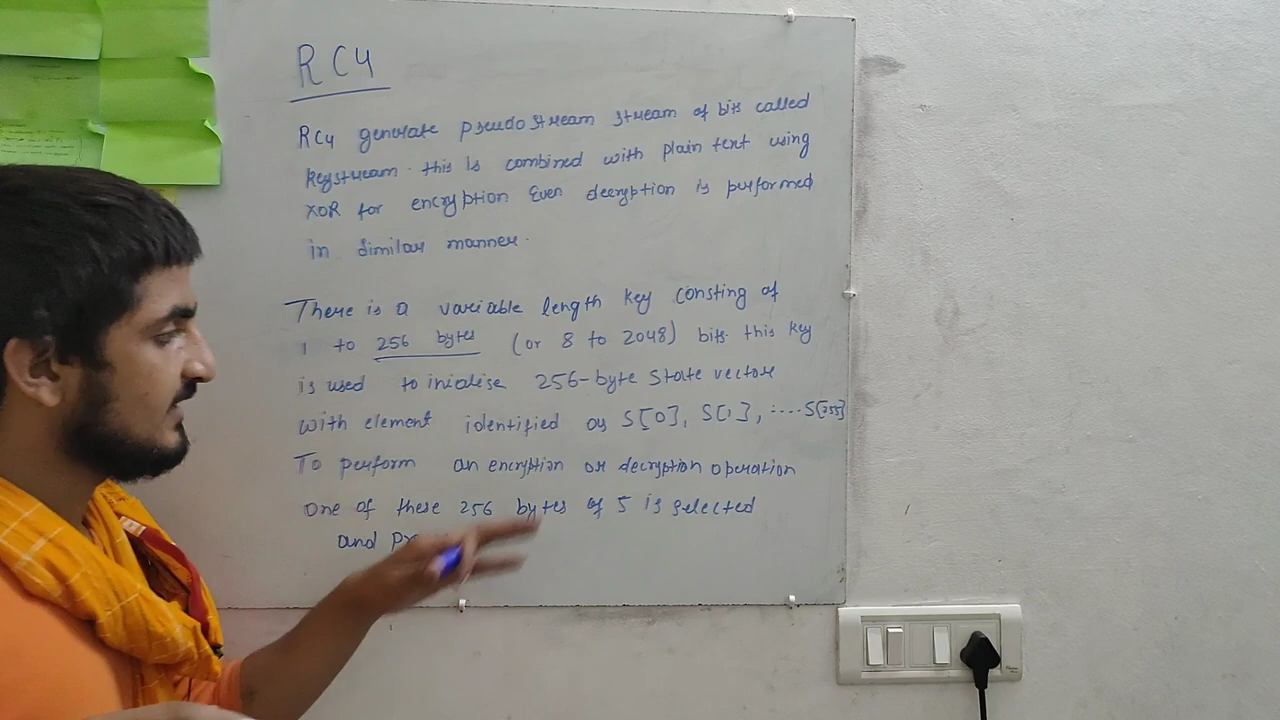 RC4
RC4 generate pseudo stream stream of bits called
keystream. this is combined with plain text using
XOR for encryption Even decryption is performed
in similar manner.
There is a variable length key consting of
1 to 256 bytes (or 8 to 2048) bits. this key
is used to inialise 256-byte state vector
with element identified as S[0], S[1], ....S[255]
To perform an encryption or decryption operation
one of these 256 bytes of S is selected
and